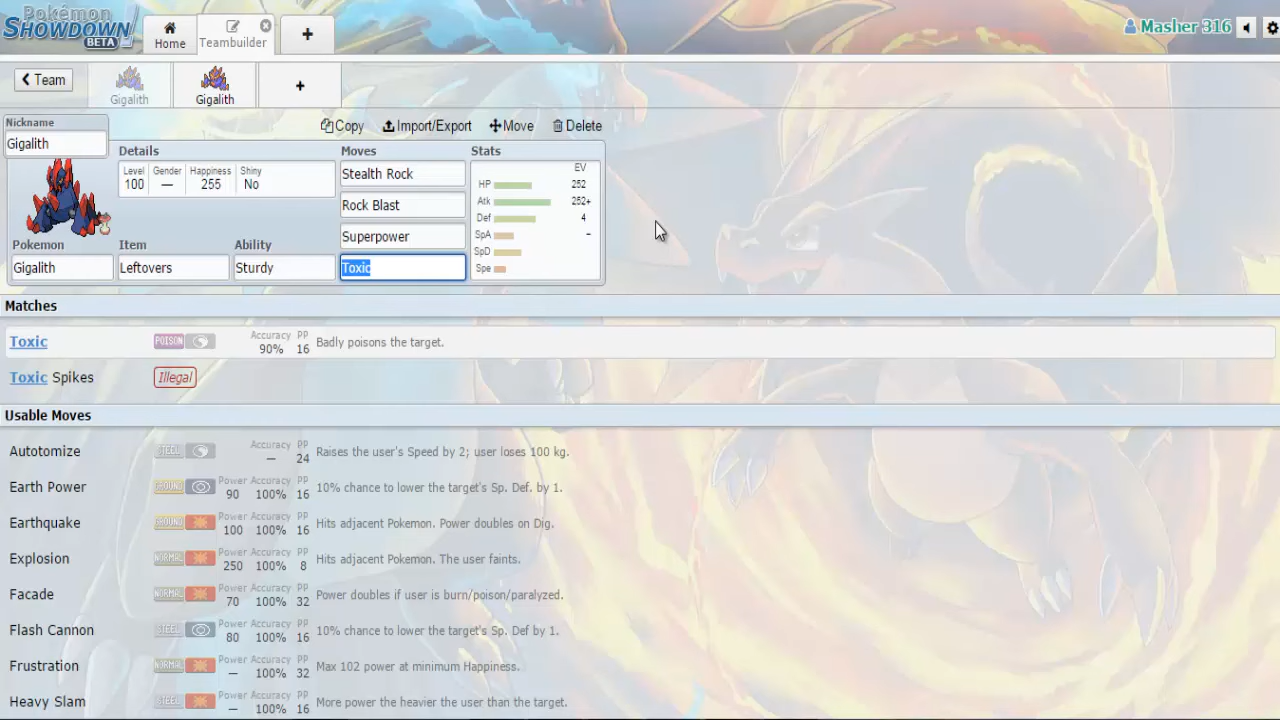 Pokémon
SHOWDOWN
BETA
Home
Teambuilder
+
Masher 316
Team
Gigalith
Gigalith
+
Nickname
Gigalith
Copy Import/Export Move Delete
Details
Moves
Stats
Level Gender Happiness Shiny
100 — 255 No
Stealth Rock
Rock Blast
Superpower
Toxic
EV
HP 252
Atk 252+
Def 4
SpA –
SpD
Spe
Pokemon Item Ability
Gigalith Leftovers Sturdy
Matches
Toxic POISON Accuracy 90% PP 16 Badly poisons the target.
Toxic Spikes Illegal
Usable Moves
Autotomize STEEL Accuracy — PP 24 Raises the user's Speed by 2; user loses 100 kg.
Earth Power GROUND Power 90 Accuracy 100% PP 16 10% chance to lower the target's Sp. Def. by 1.
Earthquake GROUND Power 100 Accuracy 100% PP 16 Hits adjacent Pokemon. Power doubles on Dig.
Explosion NORMAL Power 250 Accuracy 100% PP 8 Hits adjacent Pokemon. The user faints.
Facade NORMAL Power 70 Accuracy 100% PP 32 Power doubles if user is burn/poison/paralyzed.
Flash Cannon STEEL Power 80 Accuracy 100% PP 16 10% chance to lower the target's Sp. Def by 1.
Frustration NORMAL Power — Accuracy 100% PP 32 Max 102 power at minimum Happiness.
Heavy Slam STEEL Power — Accuracy 100% PP 16 More power the heavier the user than the target.